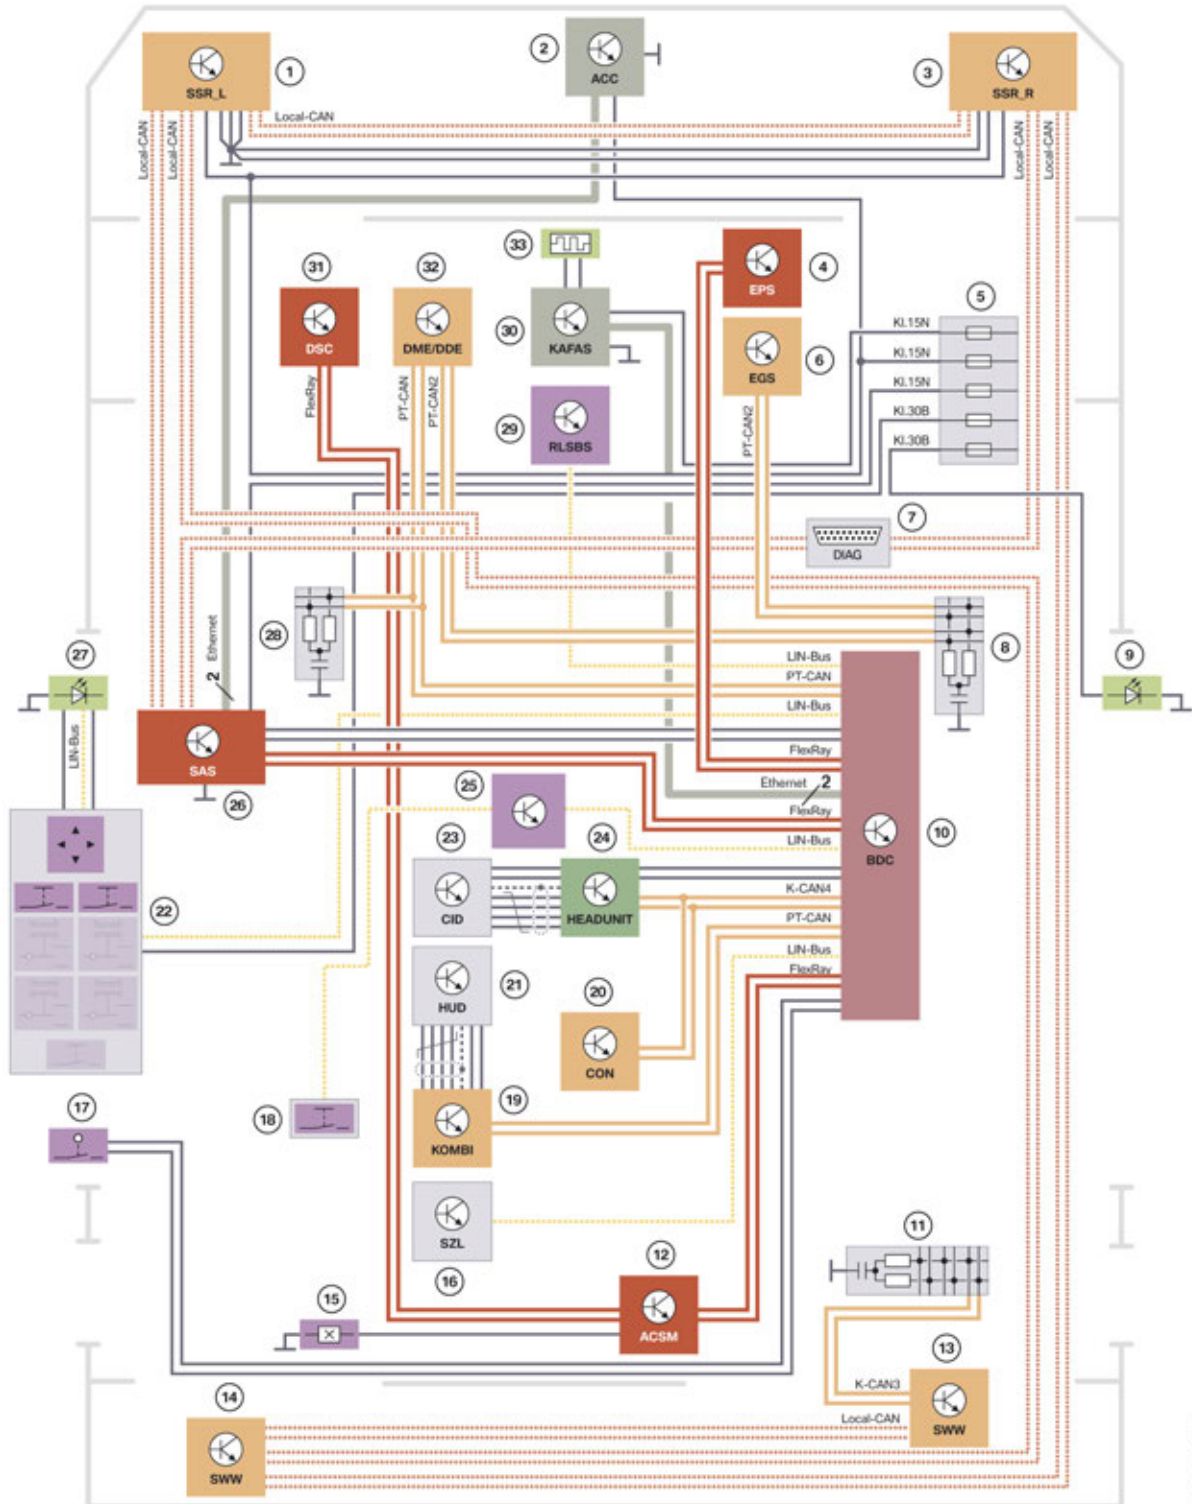 1
2
3
ACC
SSR_L
SSR_R
Local-CAN
Local-CAN
Local-CAN
Local-CAN
Local-CAN
33
31
32
4
EPS
5
30
DSC
DME/DDE
KAFAS
6
EGS
Kl.15N
Kl.15N
Kl.15N
Kl.30B
Kl.30B
FlexRay
PT-CAN
PT-CAN2
PT-CAN2
29
RLSBS
7
DIAG
28
Ethernet
2
8
27
9
LIN-Bus
PT-CAN
LIN-Bus
LIN-Bus
SAS
26
FlexRay
Ethernet
2
25
FlexRay
LIN-Bus
10
BDC
23
24
CID
HEADUNIT
K-CAN4
22
PT-CAN
LIN-Bus
FlexRay
HUD
21
20
CON
17
18
19
KOMBI
SZL
16
11
12
15
ACSM
13
14
K-CAN3
Local-CAN
SWW
SWW